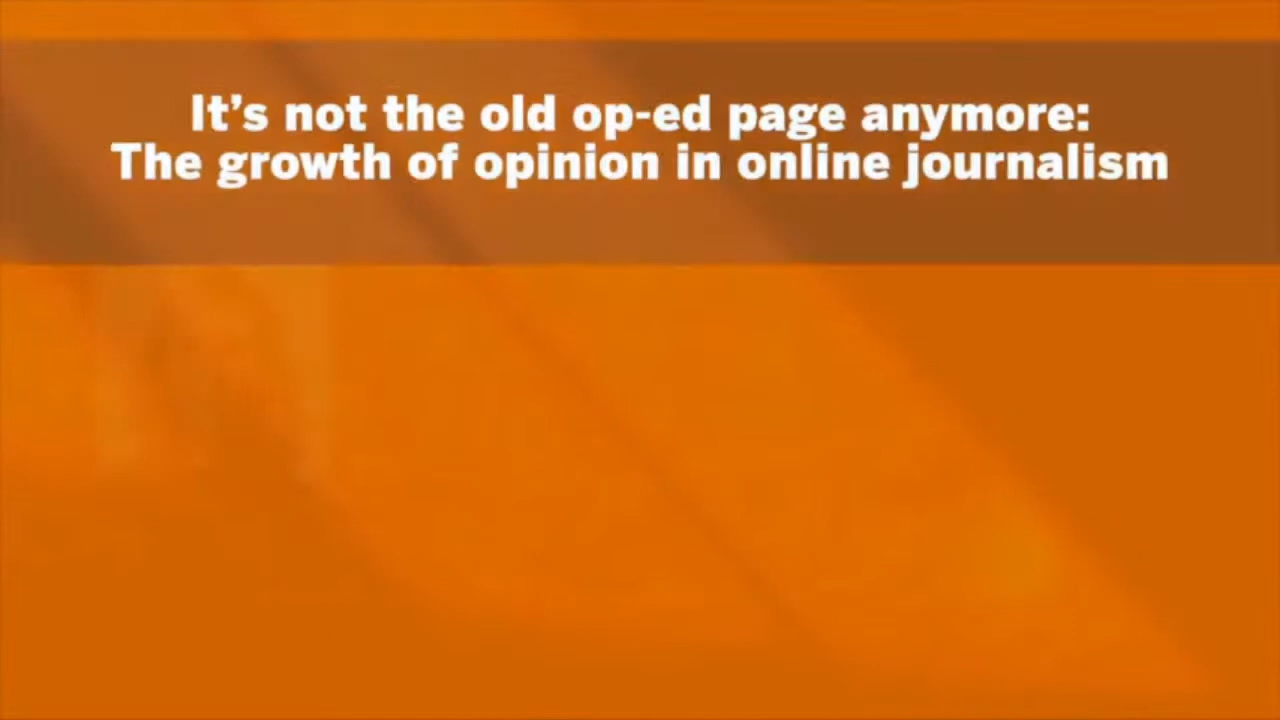 It’s not the old op-ed page anymore:
The growth of opinion in online journalism